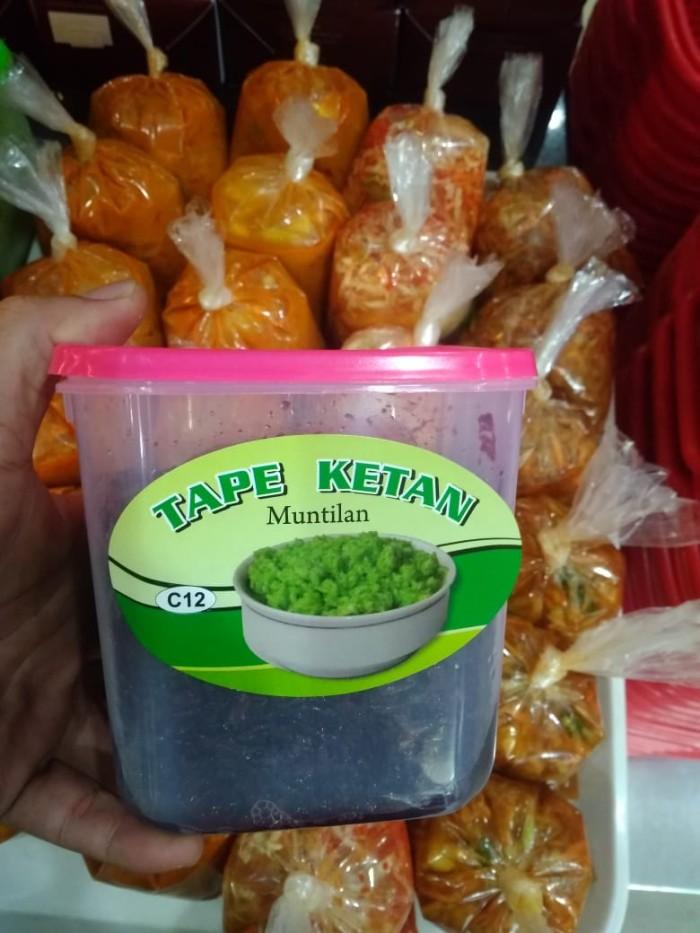 TAPE KETAN
Muntilan
C12